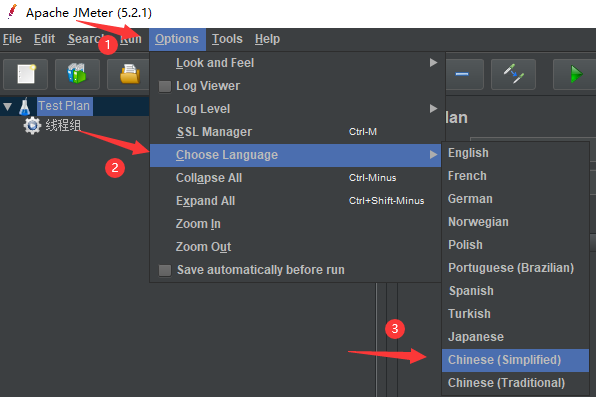 Apache JMeter (5.2.1)
File Edit Search Run Options Tools Help
1
Look and Feel
Log Viewer
Test Plan
Log Level
线程组
SSL Manager Ctrl-M
2
Choose Language
Collapse All Ctrl-Minus
Expand All Ctrl+Shift-Minus
Zoom In
Zoom Out
Save automatically before run
lan
English
French
German
Norwegian
Polish
Portuguese (Brazilian)
Spanish
Turkish
Japanese
3
Chinese (Simplified)
Chinese (Traditional)